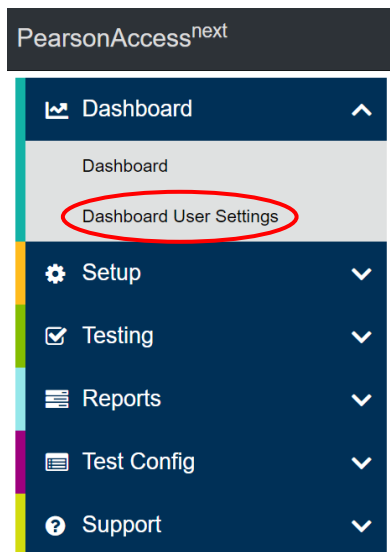 PearsonAccessnext
Dashboard
Dashboard
Dashboard User Settings
Setup
Testing
Reports
Test Config
Support